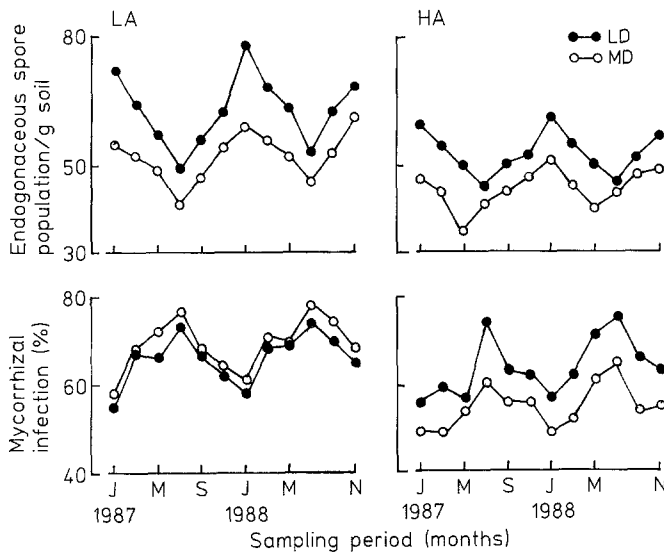 LA
HA
LD
MD
Endogonaceous spore
population/g soil
80
50
30
Mycorrhizal
infection (%)
80
60
40
J M S J M N
1987 1988
J M S J M N
1987 1988
Sampling period (months)